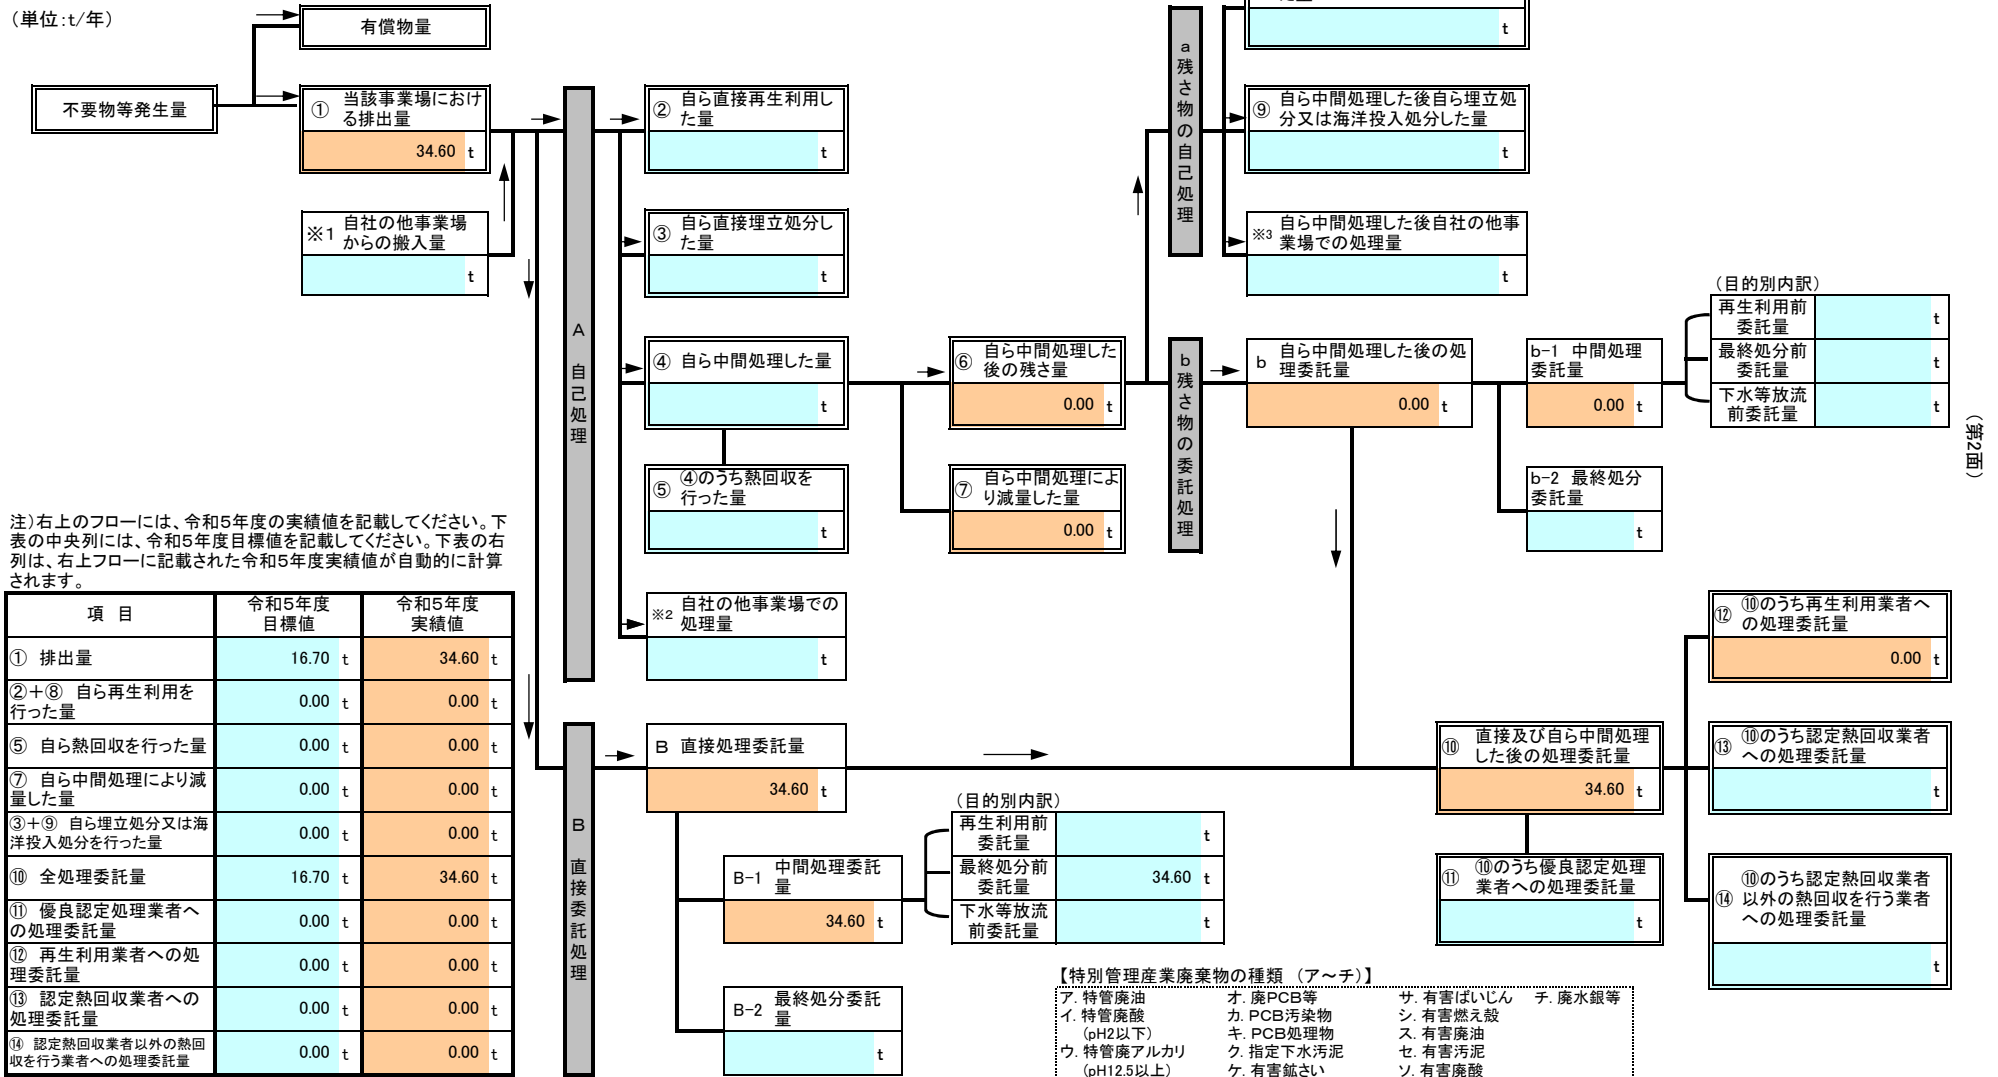 (単位:t/年)
有償物量
不要物等発生量
① 当該事業場におけ
る排出量
34.60 t
※1 自社の他事業場
からの搬入量
t
A 自己処理
② 自ら直接再生利用し
た量
t
③ 自ら直接埋立処分し
た量
t
④ 自ら中間処理した量
t
⑤ ④のうち熱回収を
行った量
t
※2 自社の他事業場での
処理量
t
⑥ 自ら中間処理した
後の残さ量
0.00 t
⑦ 自ら中間処理によ
り減量した量
0.00 t
a 残さ物の自己処理
t
⑨ 自ら中間処理した後自ら埋立処
分又は海洋投入処分した量
t
※3 自ら中間処理した後自社の他事
業場での処理量
t
b 残さ物の委託処理
b 自ら中間処理した後の処
理委託量
0.00 t
b-1 中間処理
委託量
0.00 t
b-2 最終処分
委託量
t
(目的別内訳)
再生利用前
委託量
t
最終処分前
委託量
t
下水等放流
前委託量
t
(第2面)
注)右上のフローには、令和5年度の実績値を記載してください。下
表の中央列には、令和5年度目標値を記載してください。下表の右
列は、右上フローに記載された令和5年度実績値が自動的に計算
されます。
項 目 令和5年度
目標値 令和5年度
実績値
① 排出量 16.70 t 34.60 t
②+⑧ 自ら再生利用を
行った量 0.00 t 0.00 t
⑤ 自ら熱回収を行った量 0.00 t 0.00 t
⑦ 自ら中間処理により減
量した量 0.00 t 0.00 t
③+⑨ 自ら埋立処分又は海
洋投入処分を行った量 0.00 t 0.00 t
⑩ 全処理委託量 16.70 t 34.60 t
⑪ 優良認定処理業者へ
の処理委託量 0.00 t 0.00 t
⑫ 再生利用業者への処
理委託量 0.00 t 0.00 t
⑬ 認定熱回収業者への
処理委託量 0.00 t 0.00 t
⑭ 認定熱回収業者以外の熱回
収を行う業者への処理委託量 0.00 t 0.00 t
B 直接委託処理
B 直接処理委託量
34.60 t
B-1 中間処理委託
量
34.60 t
B-2 最終処分委託
量
t
(目的別内訳)
再生利用前
委託量
t
最終処分前
委託量
34.60 t
下水等放流
前委託量
t
⑩ 直接及び自ら中間処理
した後の処理委託量
34.60 t
⑪ ⑩のうち優良認定処理
業者への処理委託量
t
⑫ ⑩のうち再生利用業者へ
の処理委託量
0.00 t
⑬ ⑩のうち認定熱回収業者
への処理委託量
t
⑭ ⑩のうち認定熱回収業者
以外の熱回収を行う業者
への処理委託量
t
【特別管理産業廃棄物の種類 (ア~チ)】
ア. 特管廃油 オ. 廃PCB等 サ. 有害ばいじん チ. 廃水銀等
イ. 特管廃酸 カ. PCB汚染物 シ. 有害燃え殻
(pH2以下) キ. PCB処理物 ス. 有害廃油
ウ. 特管廃アルカリ ク. 指定下水汚泥 セ. 有害汚泥
(pH12.5以上) ケ. 有害鉱さい ソ. 有害廃酸